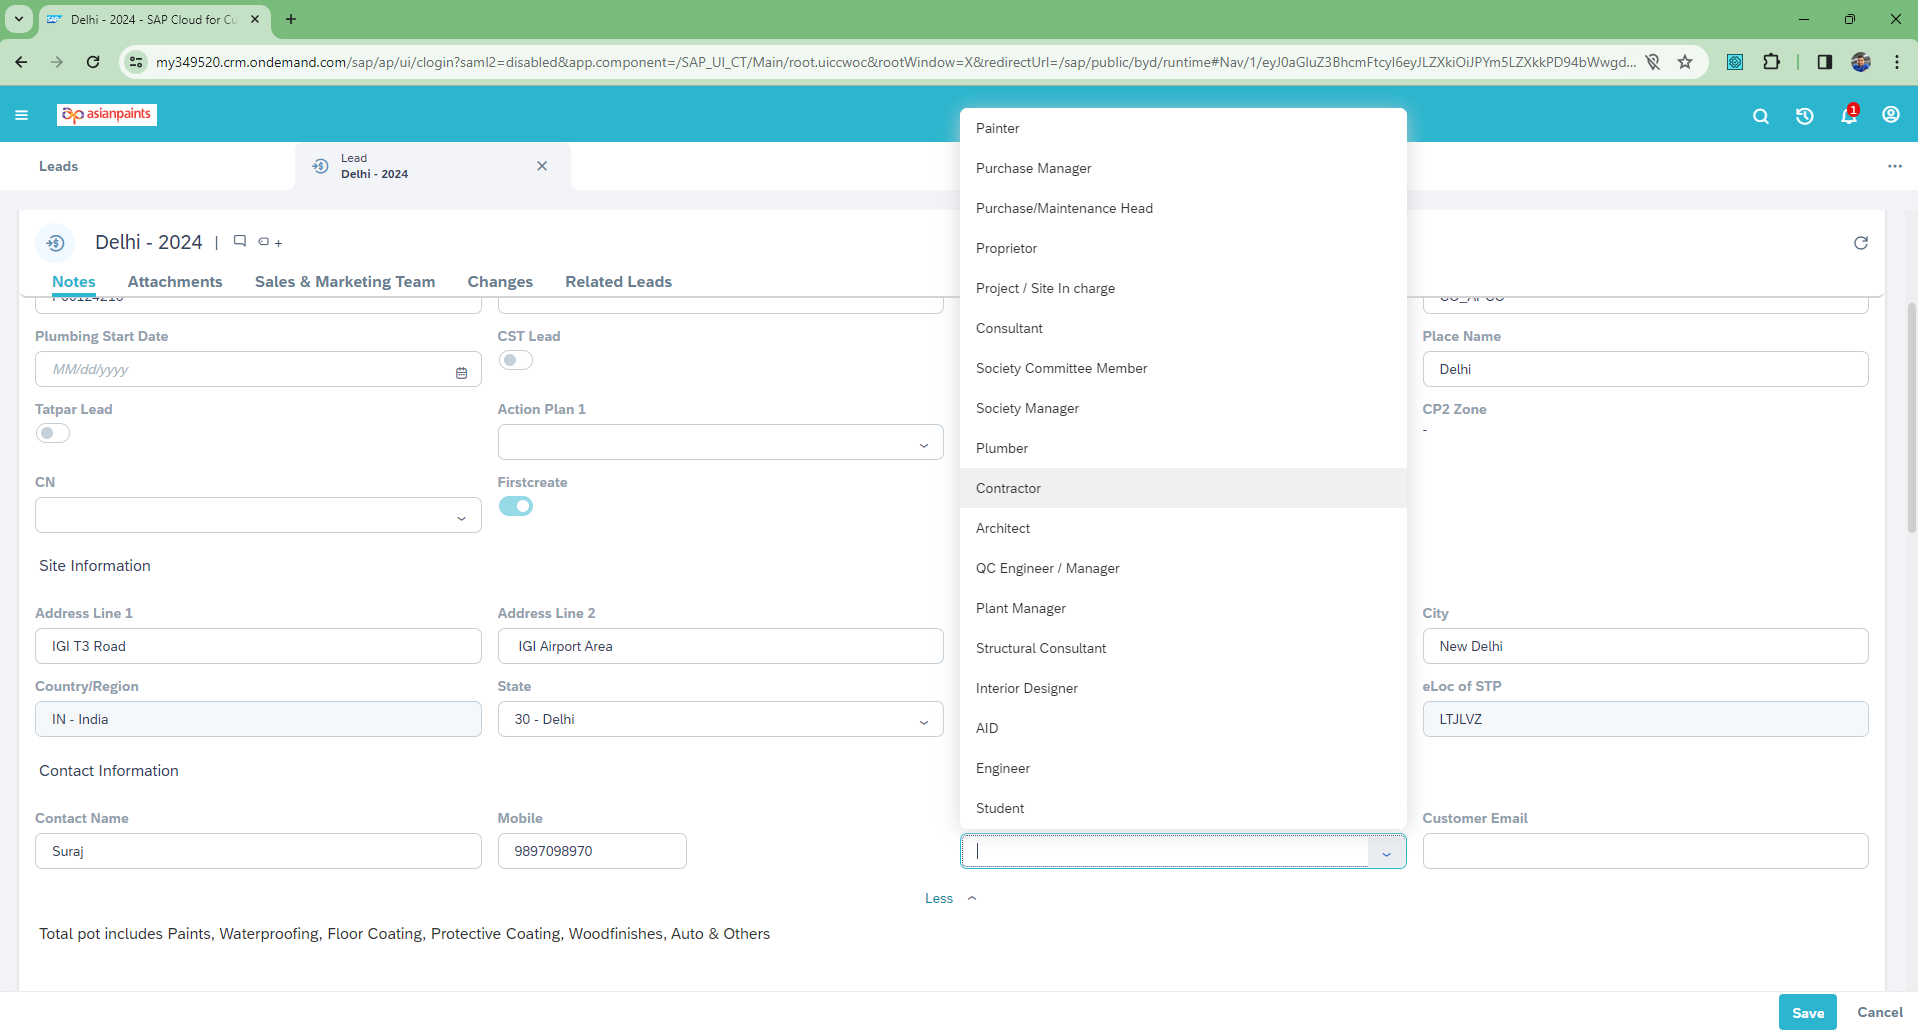 Delhi - 2024 - SAP Cloud for Cu
my349520.crm.ondemand.com/sap/ap/ui/clogin?saml2=disabled&app.component=/SAP_UI_CT/Main/root.uiccwoc&rootWindow=X&redirectUrl=/sap/public/byd/runtime#Nav/1/eyJ0aGluZ3BhcmFtcyI6eyJLZXkiOiJPYm5LZXkkPD94bWwgd...
asianpaints
1
Leads
Lead
Delhi - 2024
Delhi - 2024
Notes
Attachments
Sales & Marketing Team
Changes
Related Leads
Plumbing Start Date
MM/dd/yyyy
CST Lead
Place Name
Delhi
Tatpar Lead
Action Plan 1
CP2 Zone
-
CN
Firstcreate
Site Information
Address Line 1
IGI T3 Road
Address Line 2
IGI Airport Area
City
New Delhi
Country/Region
IN - India
State
30 - Delhi
eLoc of STP
LTJLVZ
Contact Information
Contact Name
Suraj
Mobile
9897098970
Customer Email
Painter
Purchase Manager
Purchase/Maintenance Head
Proprietor
Project / Site In charge
Consultant
Society Committee Member
Society Manager
Plumber
Contractor
Architect
QC Engineer / Manager
Plant Manager
Structural Consultant
Interior Designer
AID
Engineer
Student
Less
Total pot includes Paints, Waterproofing, Floor Coating, Protective Coating, Woodfinishes, Auto & Others
Save
Cancel